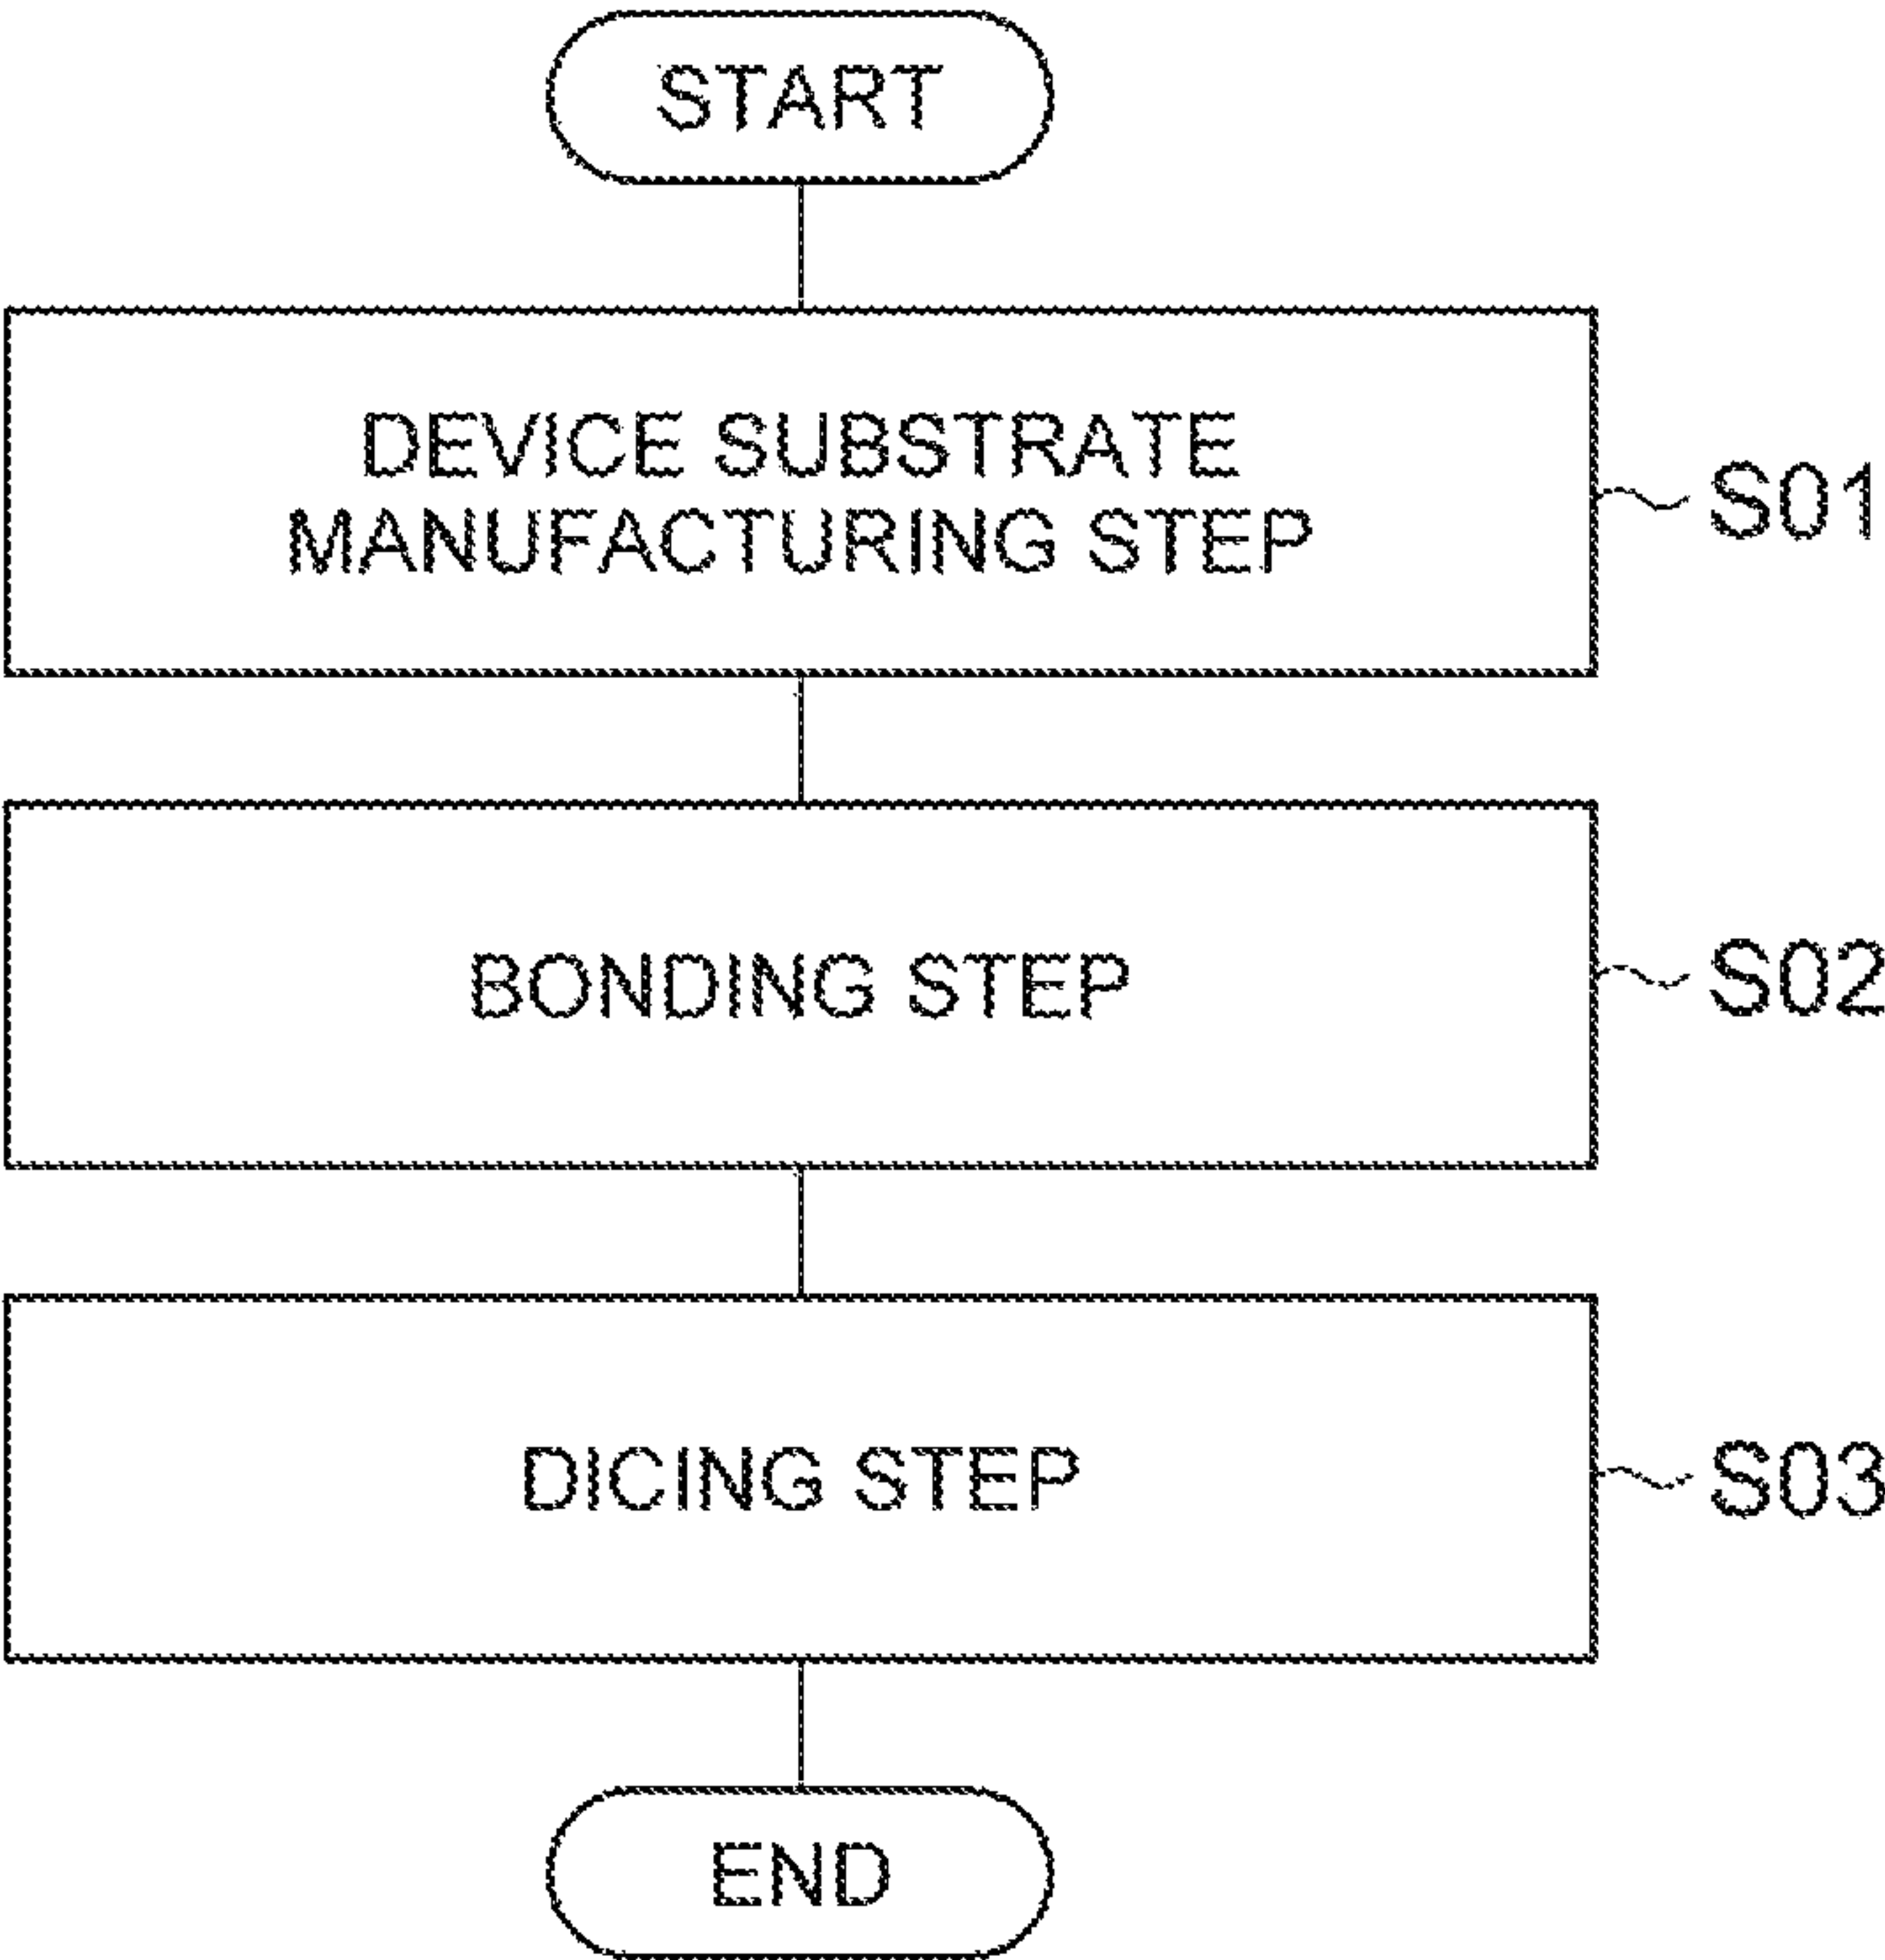 START
DEVICE SUBSTRATE
MANUFACTURING STEP
S01
BONDING STEP
S02
DICING STEP
S03
END